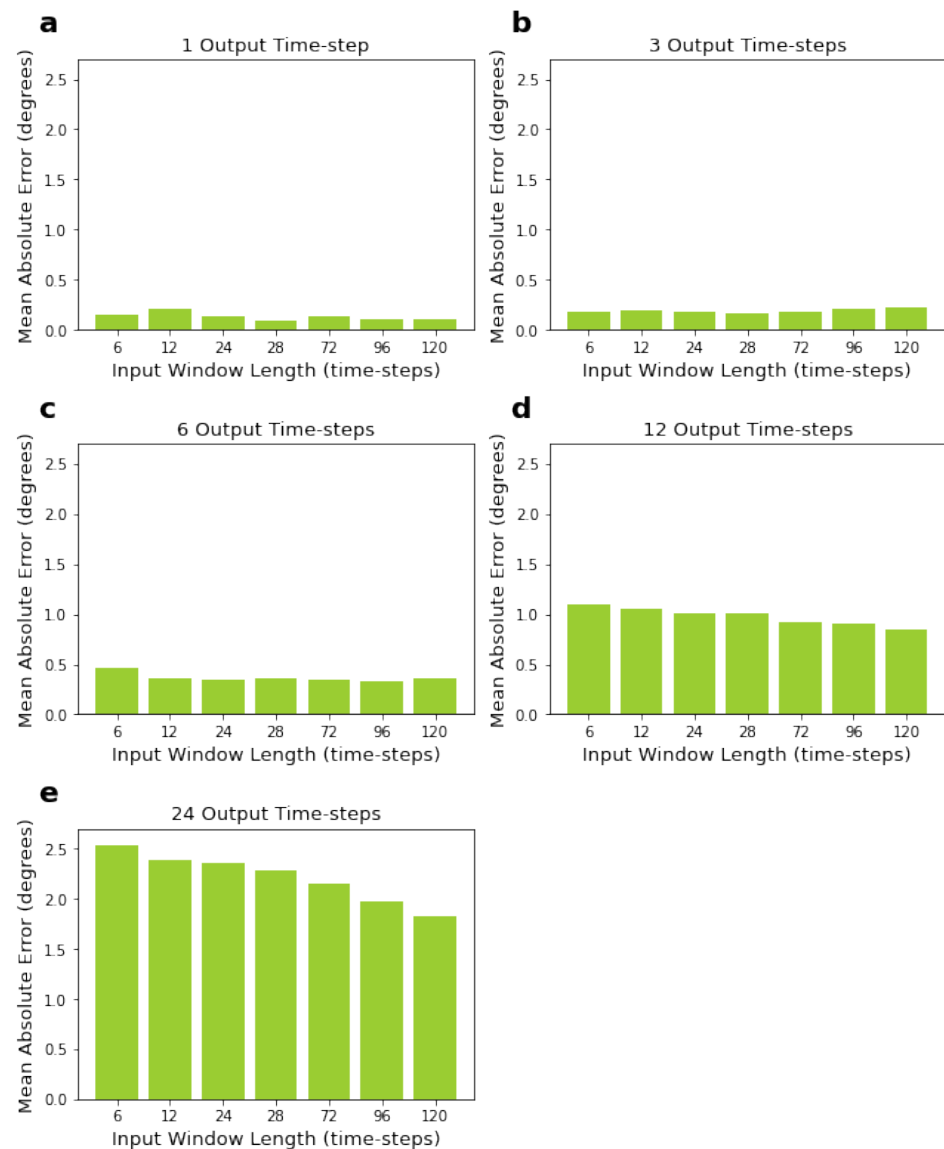 a
1 Output Time-step
Mean Absolute Error (degrees)
2.5
2.0
1.5
1.0
0.5
0.0
6 12 24 28 72 96 120
Input Window Length (time-steps)
b
3 Output Time-steps
Mean Absolute Error (degrees)
2.5
2.0
1.5
1.0
0.5
0.0
6 12 24 28 72 96 120
Input Window Length (time-steps)
c
6 Output Time-steps
Mean Absolute Error (degrees)
2.5
2.0
1.5
1.0
0.5
0.0
6 12 24 28 72 96 120
Input Window Length (time-steps)
d
12 Output Time-steps
Mean Absolute Error (degrees)
2.5
2.0
1.5
1.0
0.5
0.0
6 12 24 28 72 96 120
Input Window Length (time-steps)
e
24 Output Time-steps
Mean Absolute Error (degrees)
2.5
2.0
1.5
1.0
0.5
0.0
6 12 24 28 72 96 120
Input Window Length (time-steps)